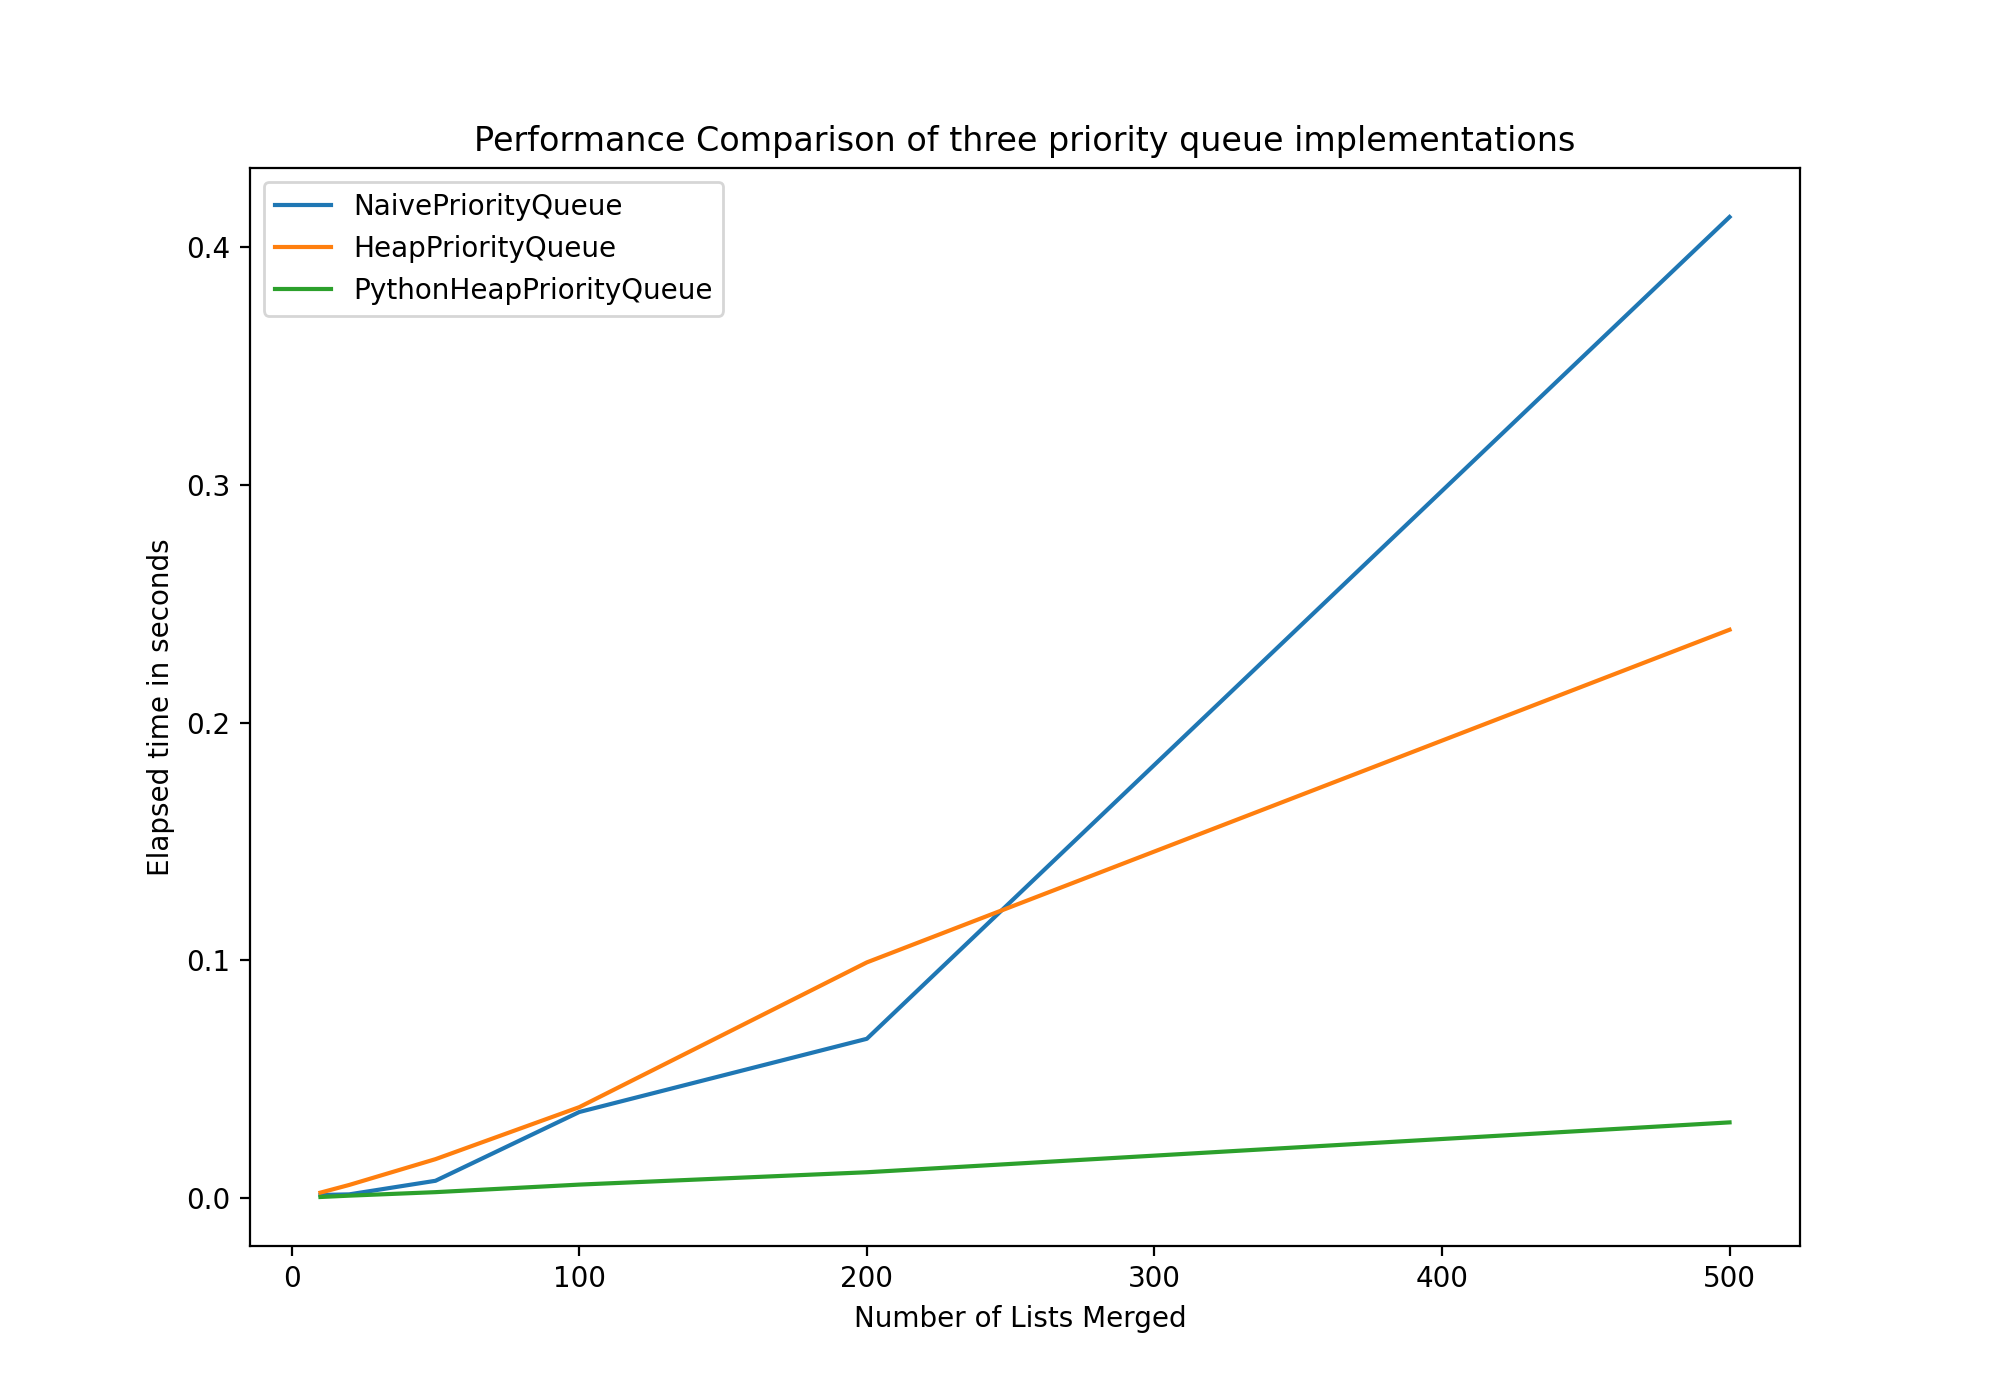 Performance Comparison of three priority queue implementations
NaivePriorityQueue
HeapPriorityQueue
PythonHeapPriorityQueue
0.4
0.3
0.2
0.1
0.0
Elapsed time in seconds
0 100 200 300 400 500
Number of Lists Merged